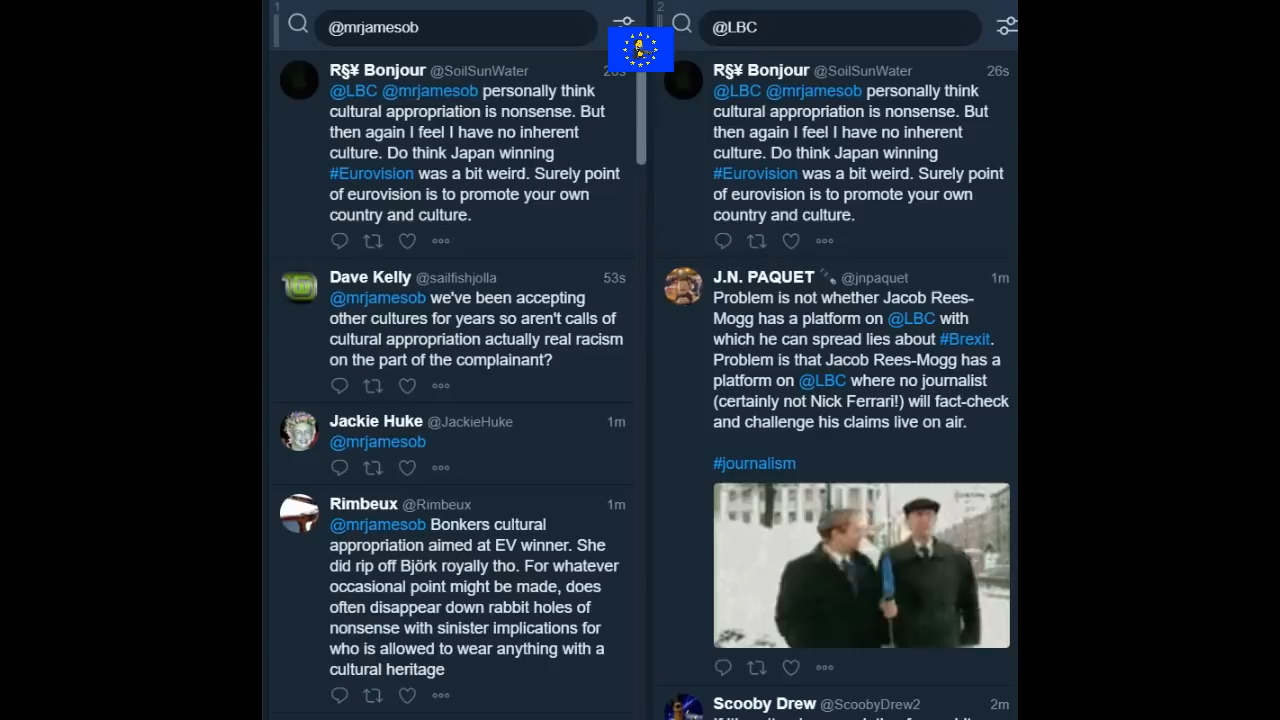 1
@mrjamesob
R§¥ Bonjour @SoilSunWater 26s
@LBC @mrjamesob personally think
cultural appropriation is nonsense. But
then again I feel I have no inherent
culture. Do think Japan winning
#Eurovision was a bit weird. Surely point
of eurovision is to promote your own
country and culture.
Dave Kelly @sailfishjolla 53s
@mrjamesob we've been accepting
other cultures for years so aren't calls of
cultural appropriation actually real racism
on the part of the complainant?
Jackie Huke @JackieHuke 1m
@mrjamesob
Rimbeux @Rimbeux 1m
@mrjamesob Bonkers cultural
appropriation aimed at EV winner. She
did rip off Björk royally tho. For whatever
occasional point might be made, does
often disappear down rabbit holes of
nonsense with sinister implications for
who is allowed to wear anything with a
cultural heritage
2
@LBC
R§¥ Bonjour @SoilSunWater 26s
@LBC @mrjamesob personally think
cultural appropriation is nonsense. But
then again I feel I have no inherent
culture. Do think Japan winning
#Eurovision was a bit weird. Surely point
of eurovision is to promote your own
country and culture.
J.N. PAQUET @jnpaquet 1m
Problem is not whether Jacob Rees-
Mogg has a platform on @LBC with
which he can spread lies about #Brexit.
Problem is that Jacob Rees-Mogg has a
platform on @LBC where no journalist
(certainly not Nick Ferrari!) will fact-check
and challenge his claims live on air.
#journalism
Scooby Drew @ScoobyDrew2 2m